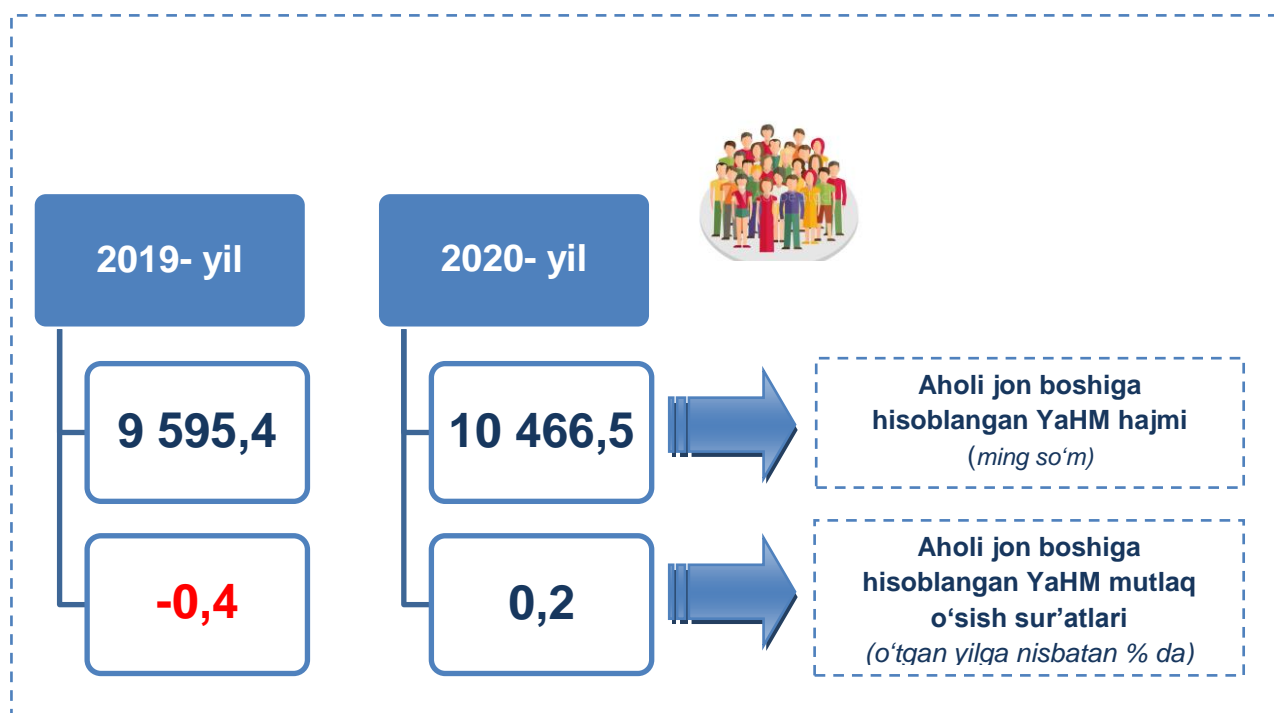 2019- yil
2020- yil
9 595,4
10 466,5
Aholi jon boshiga
hisoblangan YaHM hajmi
(ming so‘m)
-0,4
0,2
Aholi jon boshiga
hisoblangan YaHM mutlaq
o‘sish sur’atlari
(o‘tgan yilga nisbatan % da)